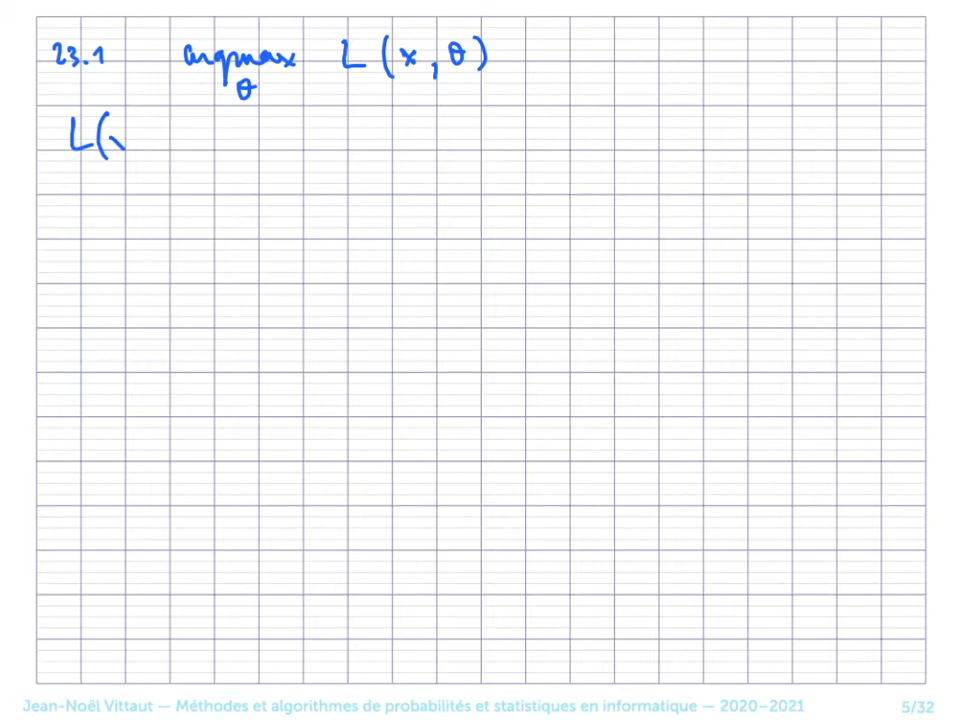 23.1 argmax L(x, θ)
θ
L(
Jean-Noël Vittaut — Méthodes et algorithmes de probabilités et statistiques en informatique — 2020–2021 5/32